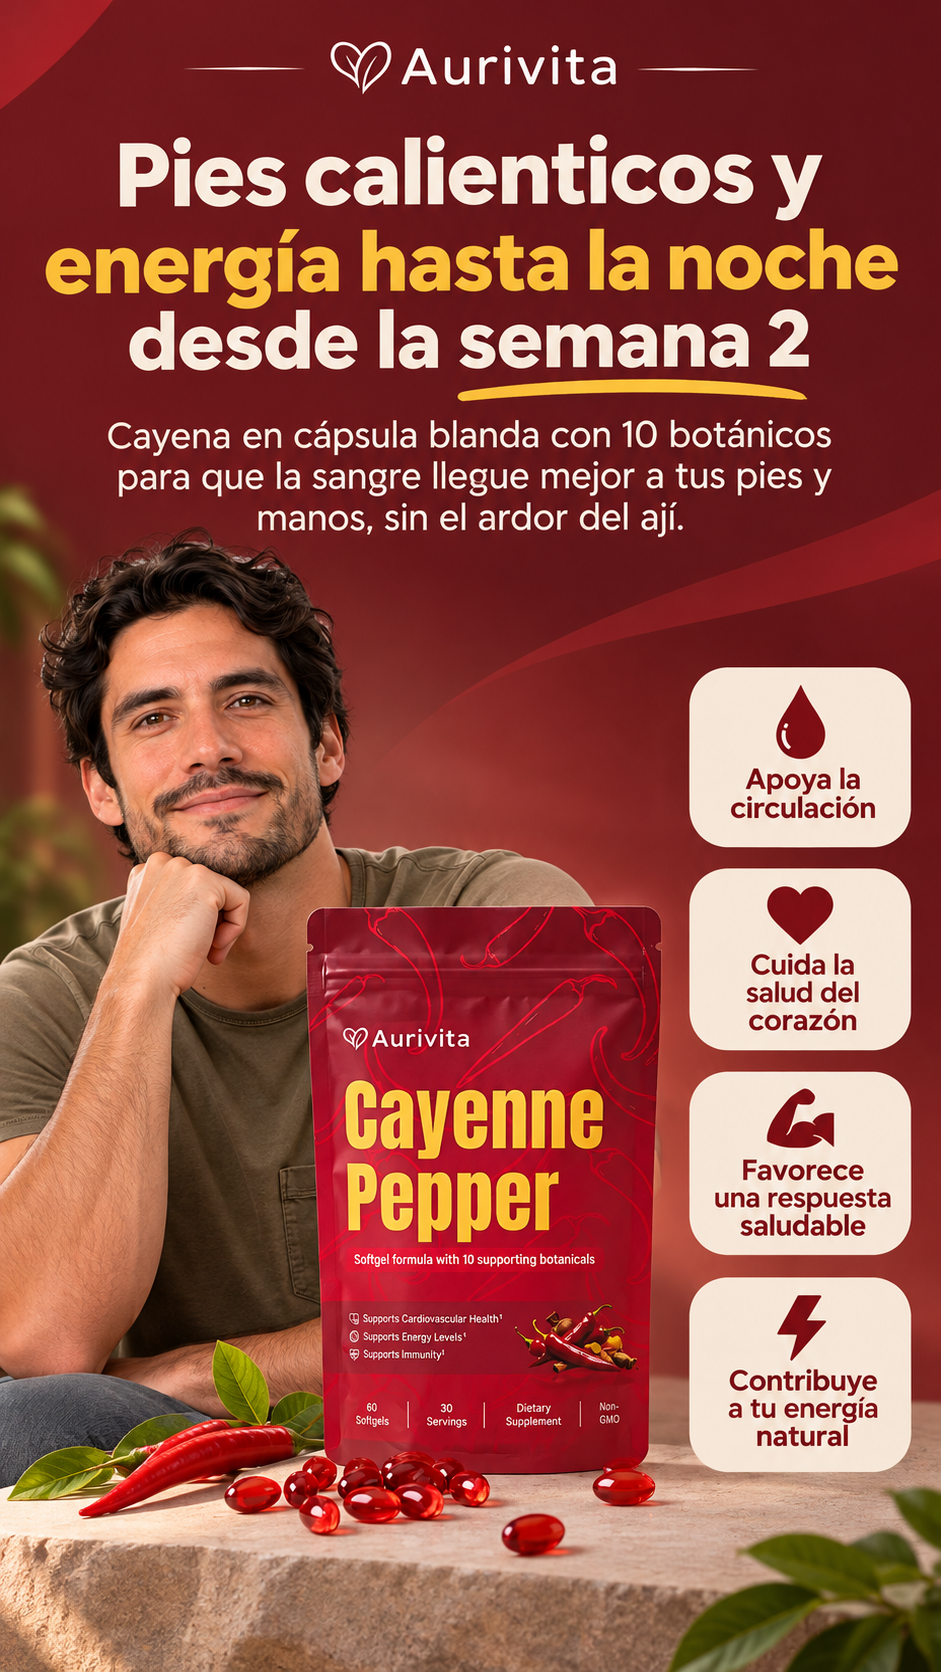 Aurivita
Pies calienticos y
energía hasta la noche
desde la semana 2
Cayena en cápsula blanda con 10 botánicos
para que la sangre llegue mejor a tus pies y
manos, sin el ardor del ají.
Apoya la
circulación
Cuida la
salud del
corazón
Favorece
una respuesta
saludable
Contribuye
a tu energía
natural
Aurivita
Cayenne
Pepper
Softgel formula with 10 supporting botanicals
Supports Cardiovascular Health¹
Supports Energy Levels¹
Supports Immunity¹
60
Softgels
30
Servings
Dietary
Supplement
Non-
GMO